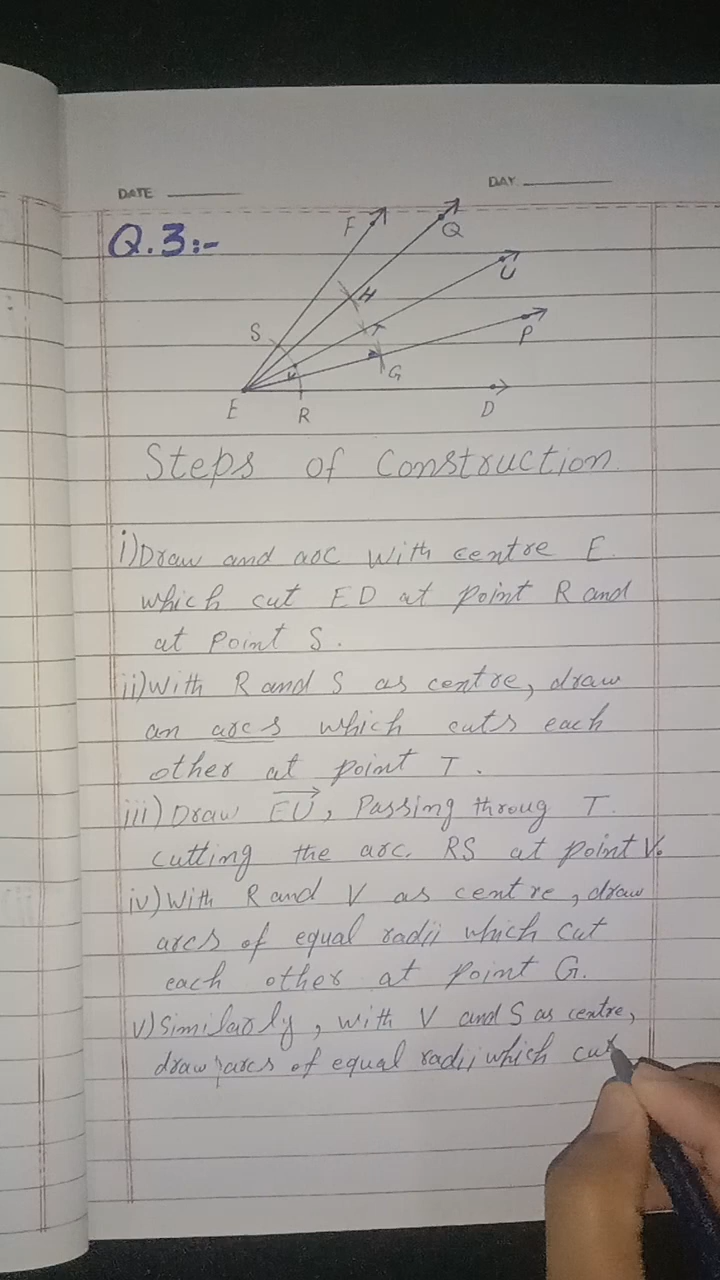 DATE
DAY
Q.3:-
F
Q
U
H
T
S
P
V
G
E
R
D
Steps of Construction
i) Draw and arc with centre E
which cut ED at point R and
at point S.
ii) With R and S as centre, draw
an arcs which cuts each
other at point T.
iii) Draw EU, Passing throug T.
cutting the arc. RS at point V.
iv) With R and V as centre, draw
arcs of equal radii which cut
each other at point G.
v) Similarly, with V and S as centre,
draw arcs of equal radii which cut